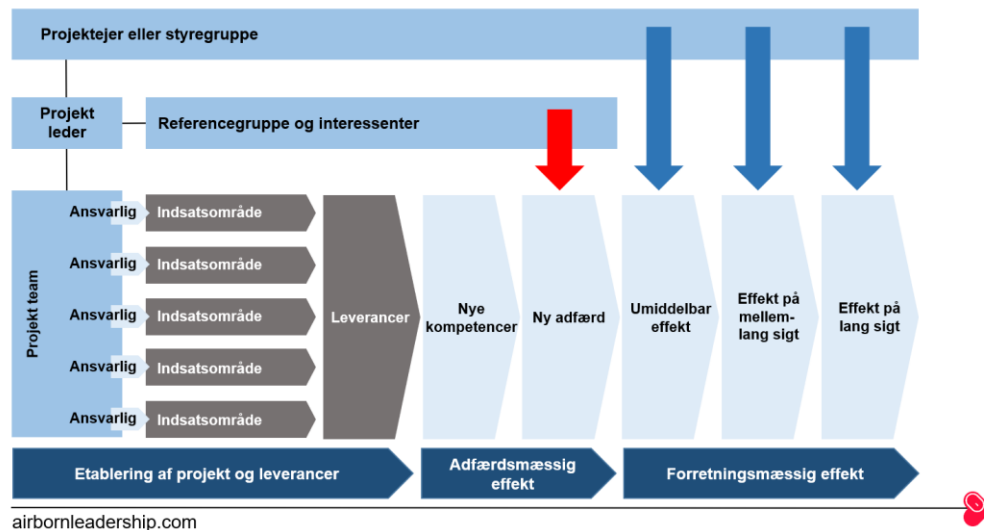 Projektejer eller styregruppe
Projekt
leder
Referencegruppe og interessenter
Projekt team
Ansvarlig
Indsatsområde
Ansvarlig
Indsatsområde
Ansvarlig
Indsatsområde
Ansvarlig
Indsatsområde
Ansvarlig
Indsatsområde
Leverancer
Nye
kompetencer
Ny adfærd
Umiddelbar
effekt
Effekt på
mellem-
lang sigt
Effekt på
lang sigt
Etablering af projekt og leverancer
Adfærdsmæssig
effekt
Forretningsmæssig effekt
airbornleadership.com